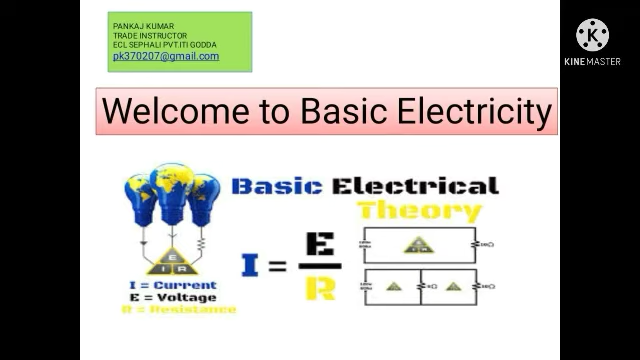 PANKAJ KUMAR
TRADE INSTRUCTOR
ECL SEPHALI PVT.ITI GODDA
pk370207@gmail.com
K
KINEMASTER
Welcome to Basic Electricity
Basic Electrical
Theory
E
I R
I = E
R
I = Current
E = Voltage
R = Resistance